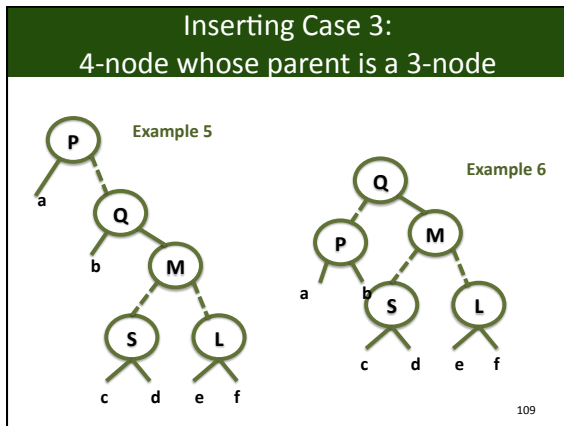 Inserting Case 3:
4-node whose parent is a 3-node
Example 5
P
a
Q
b
M
S
L
c d e f
Example 6
Q
P
M
a
b
S
L
c d e f
109